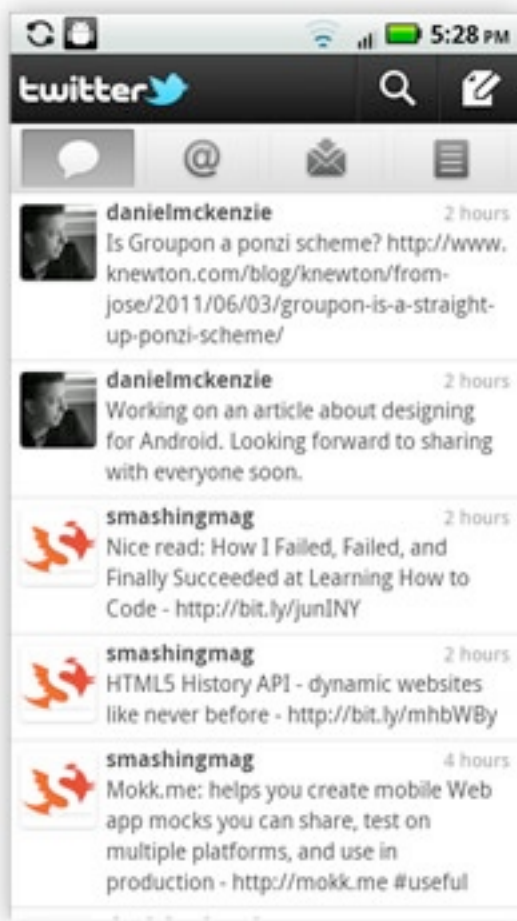 5:28 PM
twitter
@
danielmckenzie 2 hours
Is Groupon a ponzi scheme? http://www.
knewton.com/blog/knewton/from-
jose/2011/06/03/groupon-is-a-straight-
up-ponzi-scheme/
danielmckenzie 2 hours
Working on an article about designing
for Android. Looking forward to sharing
with everyone soon.
smashingmag 2 hours
Nice read: How I Failed, Failed, and
Finally Succeeded at Learning How to
Code - http://bit.ly/junINY
smashingmag 2 hours
HTML5 History API - dynamic websites
like never before - http://bit.ly/mhbWBy
smashingmag 4 hours
Mokk.me: helps you create mobile Web
app mocks you can share, test on
multiple platforms, and use in
production - http://mokk.me #useful